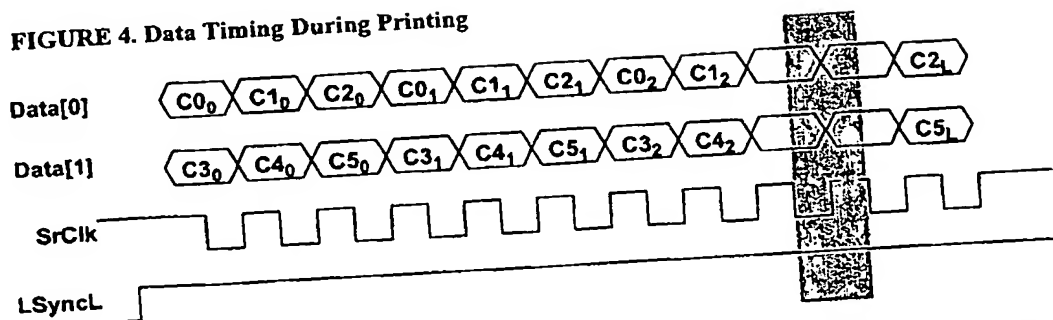 FIGURE 4. Data Timing During Printing
Data[0] C0₀ C1₀ C2₀ C0₁ C1₁ C2₁ C0₂ C1₂ C2L
Data[1] C3₀ C4₀ C5₀ C3₁ C4₁ C5₁ C3₂ C4₂ C5L
SrClk
LSyncL